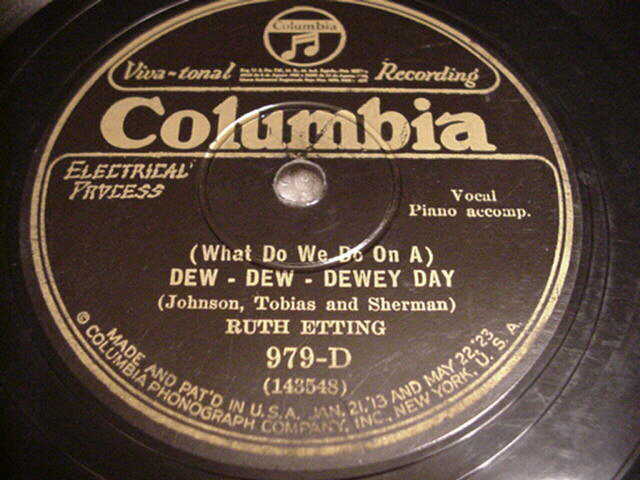 Columbia
Viva-tonal Recording
Columbia
ELECTRICAL
PROCESS
Vocal
Piano accomp.
(What Do We Do On A)
DEW - DEW - DEWEY DAY
(Johnson, Tobias and Sherman)
RUTH ETTING
979-D
(143548)
MADE AND PAT'D IN U.S.A. JAN. 21,'13 AND MAY 22,'23
© COLUMBIA PHONOGRAPH COMPANY, INC., NEW YORK, U.S.A.